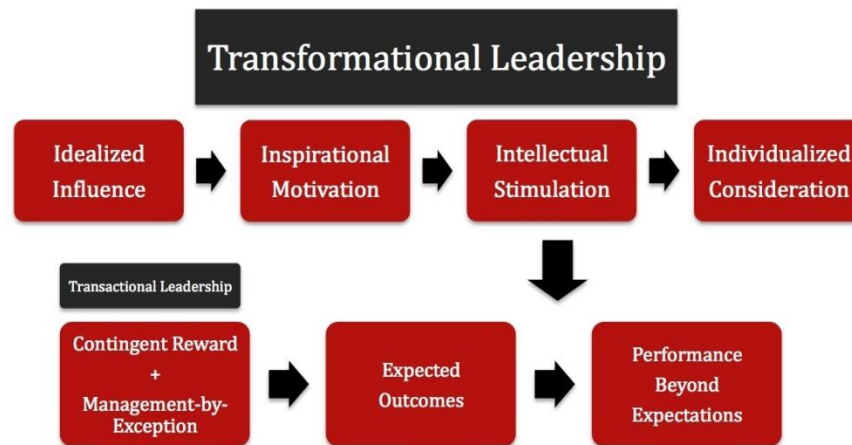 Transformational Leadership
Idealized
Influence
Inspirational
Motivation
Intellectual
Stimulation
Individualized
Consideration
Transactional Leadership
Contingent Reward
+
Management-by-
Exception
Expected
Outcomes
Performance
Beyond
Expectations